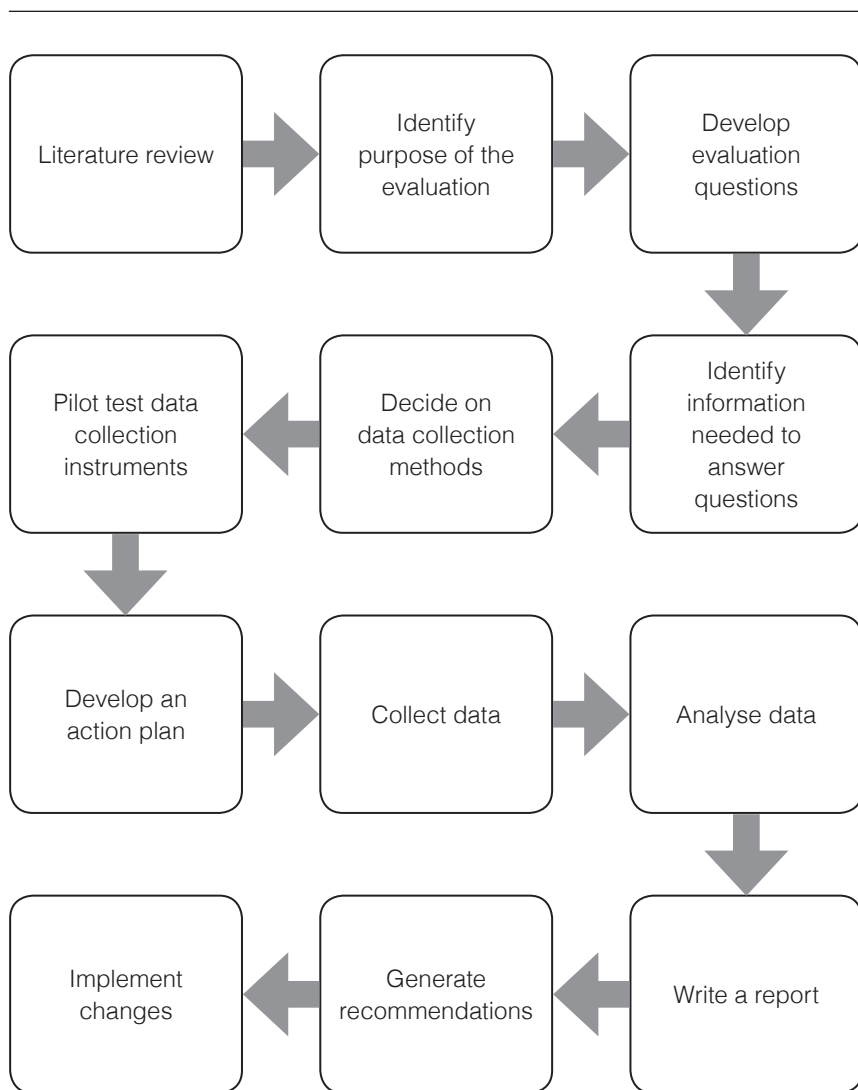 Literature review
Identify
purpose of the
evaluation
Develop
evaluation
questions
Identify
information
needed to
answer
questions
Decide on
data collection
methods
Pilot test data
collection
instruments
Develop an
action plan
Collect data
Analyse data
Write a report
Generate
recommendations
Implement
changes